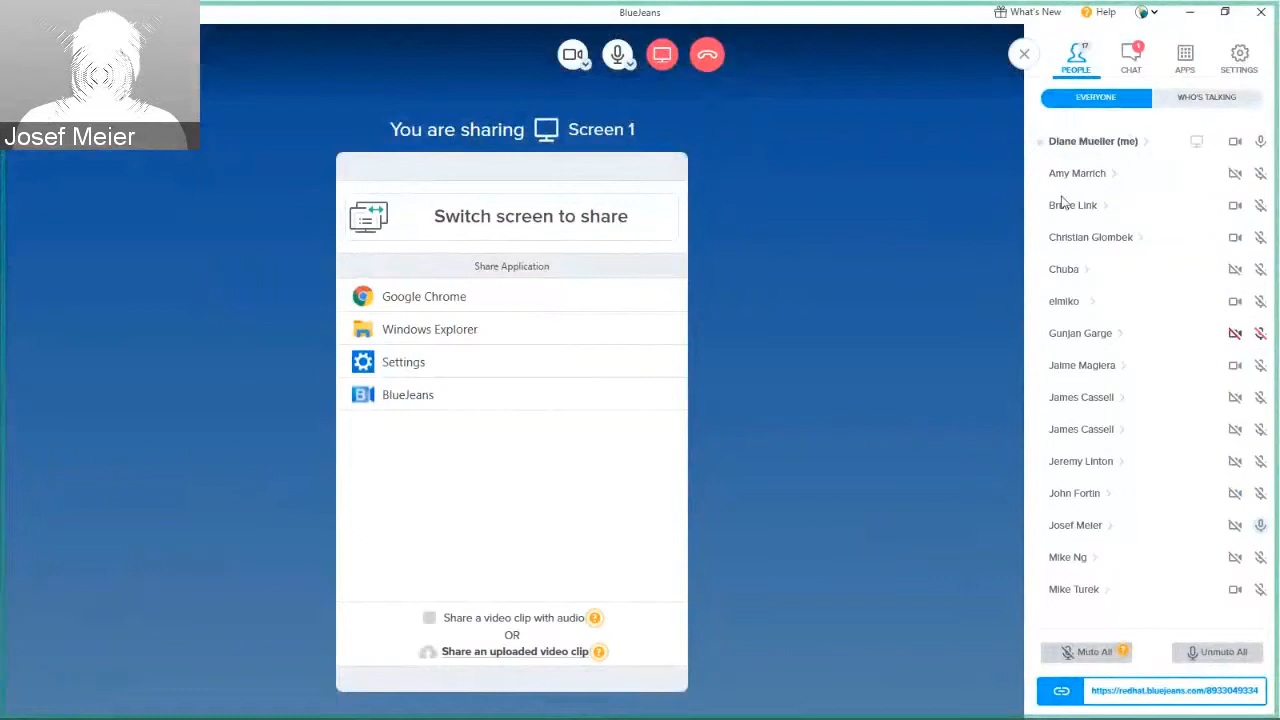 BlueJeans
What's New
Help
Josef Meier
You are sharing Screen 1
Switch screen to share
Share Application
Google Chrome
Windows Explorer
Settings
BlueJeans
Share a video clip with audio ?
OR
Share an uploaded video clip ?
17
PEOPLE
1
CHAT
APPS
SETTINGS
EVERYONE
WHO'S TALKING
Diane Mueller (me)
Amy Marrich
Link
Christian Glombek
Chuba
elmiko
Gunjan Garge
Jaime Magiera
James Cassell
James Cassell
Jeremy Linton
John Fortin
Josef Meier
Mike Ng
Mike Turek
Mute All ?
Unmute All
https://redhat.bluejeans.com/8933049334